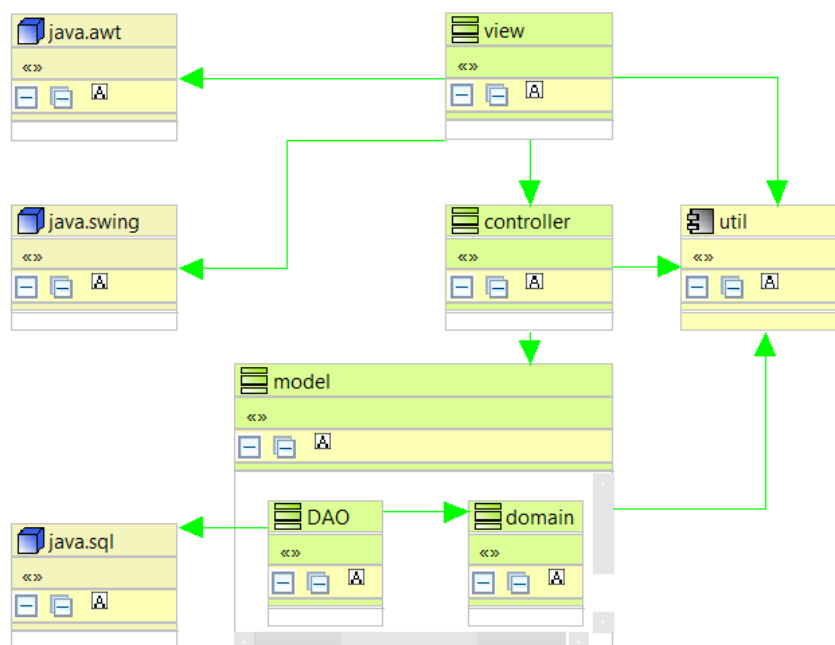 java.awt
«»
A
view
«»
A
java.swing
«»
A
controller
«»
A
util
«»
A
model
«»
A
java.sql
«»
A
DAO
«»
A
domain
«»
A